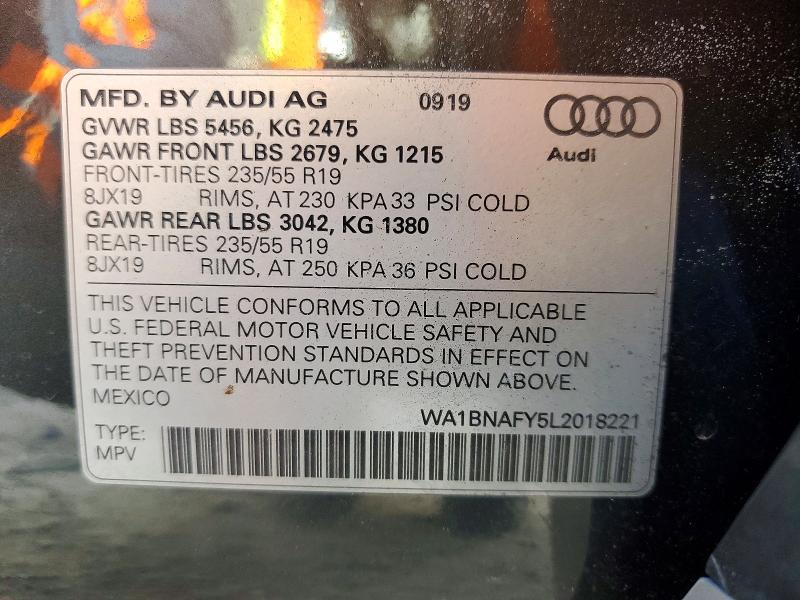 MFD. BY AUDI AG 0919
Audi
GVWR LBS 5456, KG 2475
GAWR FRONT LBS 2679, KG 1215
FRONT-TIRES 235/55 R19
8JX19 RIMS, AT 230 KPA 33 PSI COLD
GAWR REAR LBS 3042, KG 1380
REAR-TIRES 235/55 R19
8JX19 RIMS, AT 250 KPA 36 PSI COLD
THIS VEHICLE CONFORMS TO ALL APPLICABLE
U.S. FEDERAL MOTOR VEHICLE SAFETY AND
THEFT PREVENTION STANDARDS IN EFFECT ON
THE DATE OF MANUFACTURE SHOWN ABOVE.
MEXICO
WA1BNAFY5L2018221
TYPE:
MPV